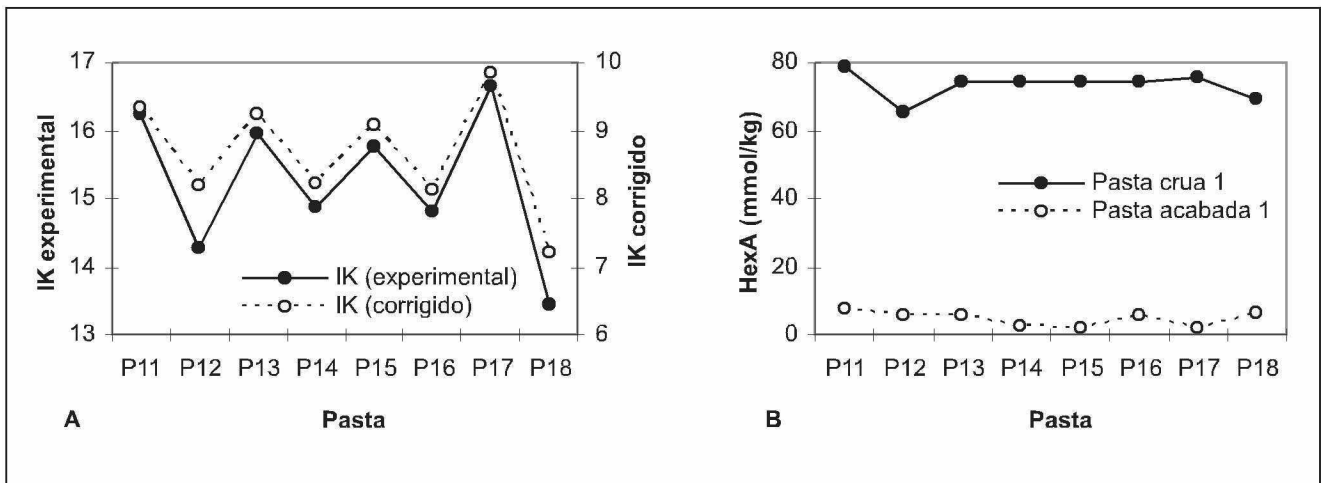 17
16
15
14
13
IK experimental
10
9
8
7
6
IK corrigido
IK (experimental)
IK (corrigido)
P11 P12 P13 P14 P15 P16 P17 P18
A
Pasta
80
60
40
20
0
HexA (mmol/kg)
Pasta crua 1
Pasta acabada 1
P11 P12 P13 P14 P15 P16 P17 P18
B
Pasta